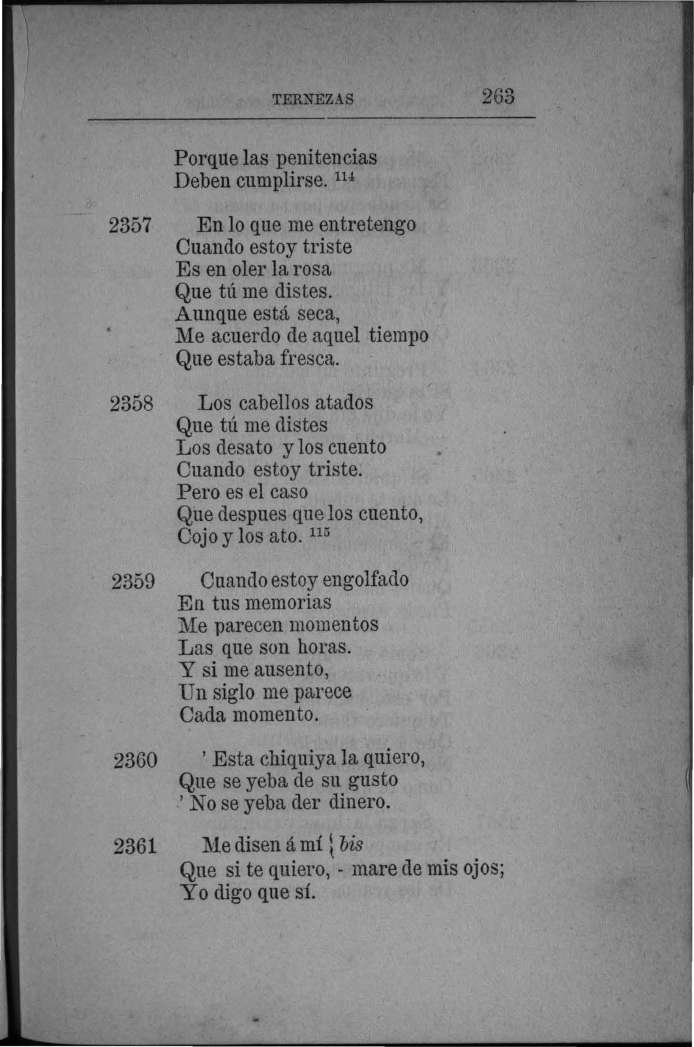 TERNEZAS 263
Porque las penitencias
Deben cumplirse. 114
2357 En lo que me entretengo
Cuando estoy triste
Es en oler la rosa
Que tú me distes.
Aunque está seca,
Me acuerdo de aquel tiempo
Que estaba fresca.
2358 Los cabellos atados
Que tú me distes
Los desato y los cuento
Cuando estoy triste.
Pero es el caso
Que despues que los cuento,
Cojo y los ato. 115
2359 Cuando estoy engolfado
En tus memorias
Me parecen momentos
Las que son horas.
Y si me ausento,
Un siglo me parece
Cada momento.
2360 ’ Esta chiquiya la quiero,
Que se yeba de su gusto
’ No se yeba der dinero.
2361 Me disen á mí } bis
Que si te quiero, - mare de mis ojos;
Yo digo que sí.